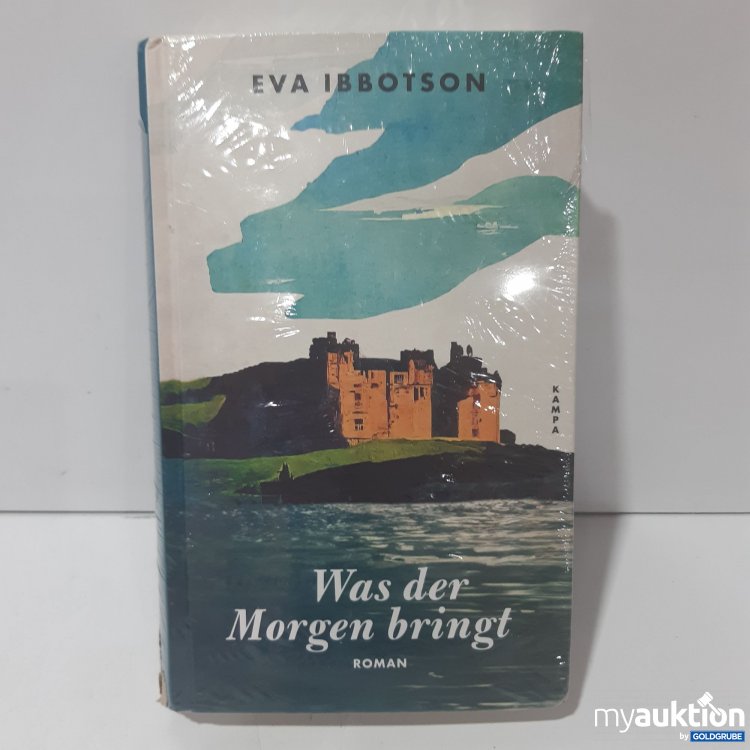 EVA IBBOTSON
KAMPA
Was der
Morgen bringt
ROMAN
myauktion
by GOLDGRUBE